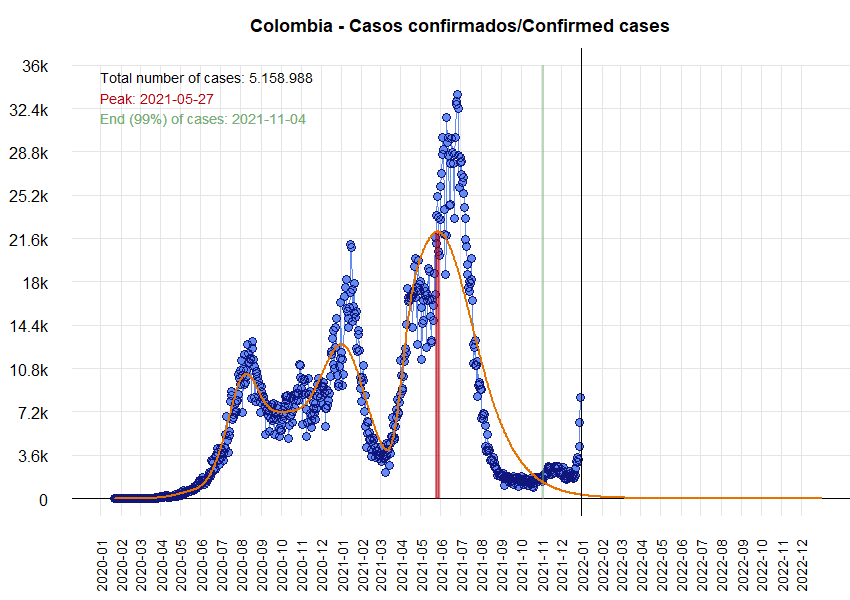 Colombia - Casos confirmados/Confirmed cases
36k
32.4k
28.8k
25.2k
21.6k
18k
14.4k
10.8k
7.2k
3.6k
0
Total number of cases: 5.158.988
Peak: 2021-05-27
End (99%) of cases: 2021-11-04
2020-01
2020-02
2020-03
2020-04
2020-05
2020-06
2020-07
2020-08
2020-09
2020-10
2020-11
2020-12
2021-01
2021-02
2021-03
2021-04
2021-05
2021-06
2021-07
2021-08
2021-09
2021-10
2021-11
2021-12
2022-01
2022-02
2022-03
2022-04
2022-05
2022-06
2022-07
2022-08
2022-09
2022-10
2022-11
2022-12